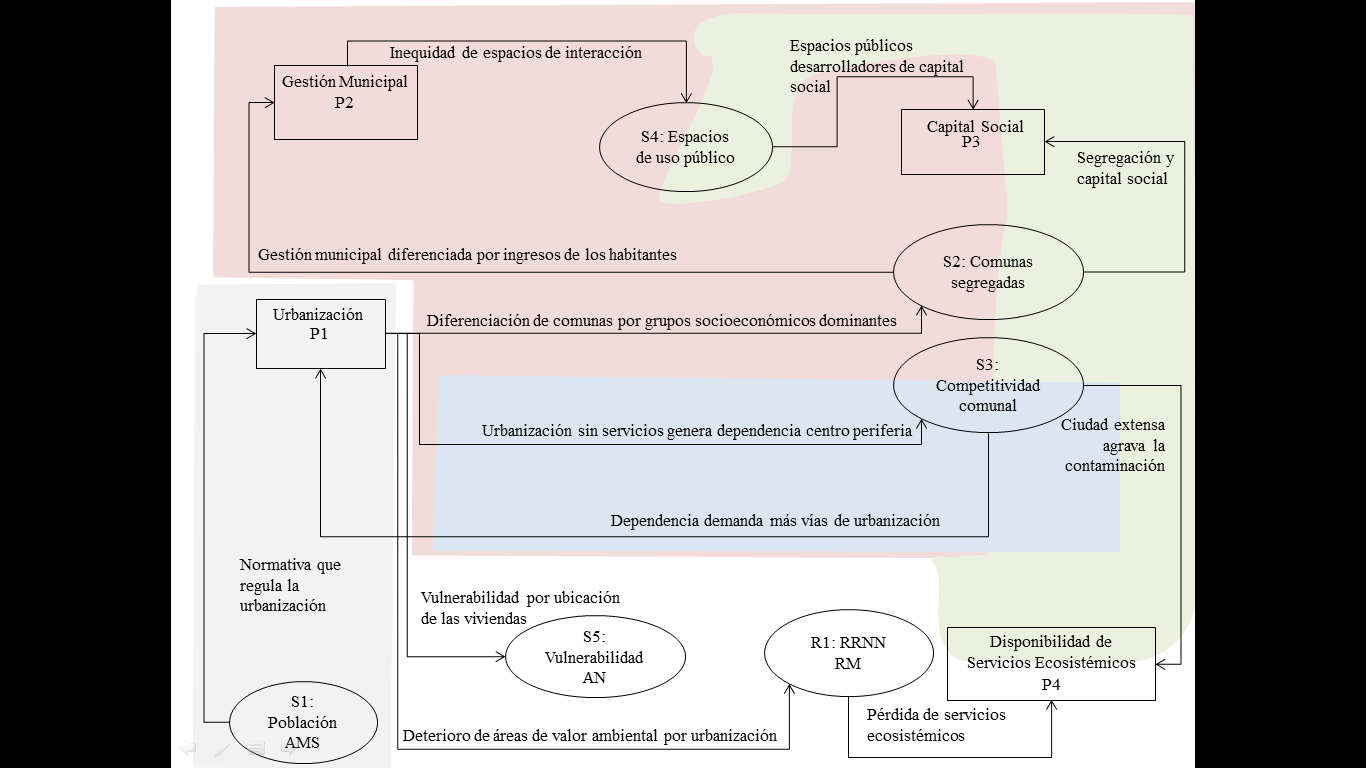 Inequidad de espacios de interacción
Gestión Municipal
P2
Espacios públicos
desarrolladores de capital
social
S4: Espacios
de uso público
Capital Social
P3
Segregación y
capital social
Gestión municipal diferenciada por ingresos de los habitantes
S2: Comunas
segregadas
Urbanización
P1
Diferenciación de comunas por grupos socioeconómicos dominantes
S3:
Competitividad
comunal
Urbanización sin servicios genera dependencia centro periferia
Ciudad extensa
agrava la
contaminación
Dependencia demanda más vías de urbanización
Normativa que
regula la
urbanización
Vulnerabilidad por ubicación
de las viviendas
S5:
Vulnerabilidad
AN
R1: RRNN
RM
Disponibilidad de
Servicios Ecosistémicos
P4
S1:
Población
AMS
Deterioro de áreas de valor ambiental por urbanización
Pérdida de servicios
ecosistémicos